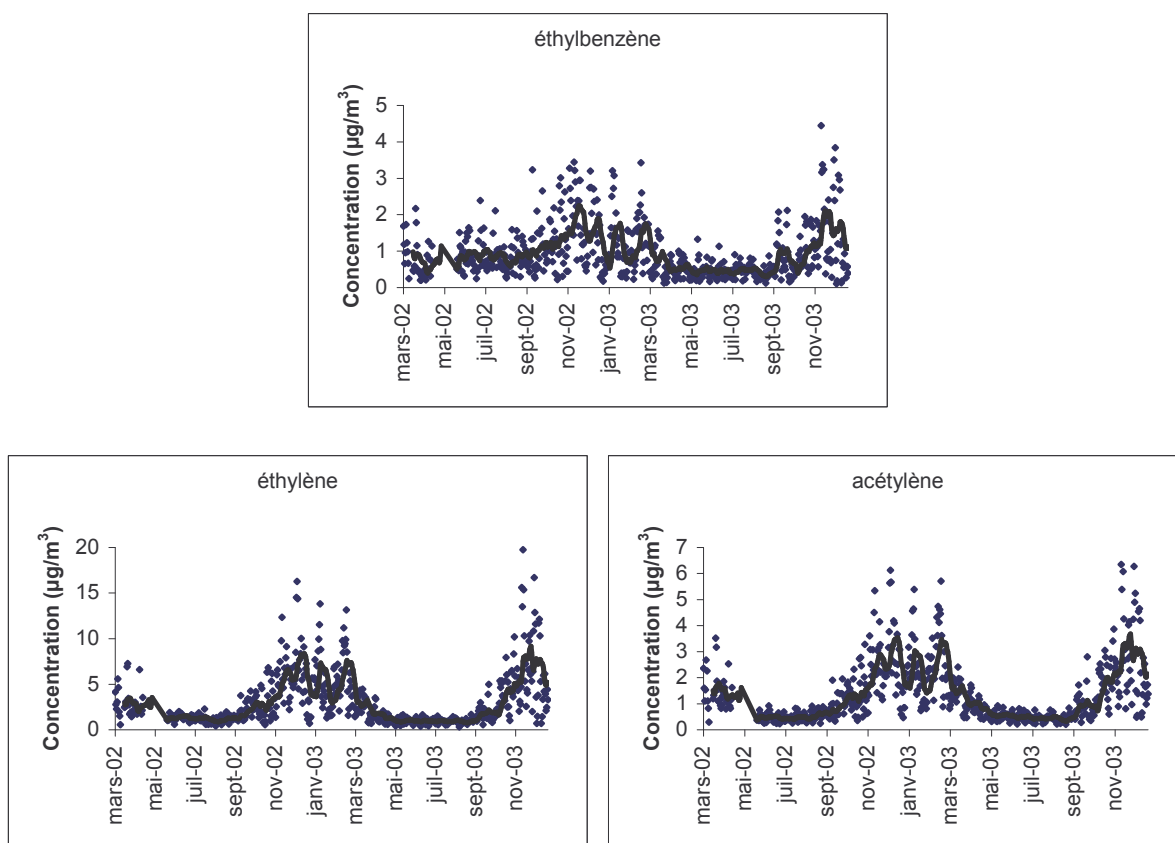 éthylbenzène
Concentration (µg/m³)
5
4
3
2
1
0
mars-02
mai-02
juil-02
sept-02
nov-02
janv-03
mars-03
mai-03
juil-03
sept-03
nov-03
éthylène
Concentration (µg/m³)
20
15
10
5
0
mars-02
mai-02
juil-02
sept-02
nov-02
janv-03
mars-03
mai-03
juil-03
sept-03
nov-03
acétylène
Concentration (µg/m³)
7
6
5
4
3
2
1
0
mars-02
mai-02
juil-02
sept-02
nov-02
janv-03
mars-03
mai-03
juil-03
sept-03
nov-03